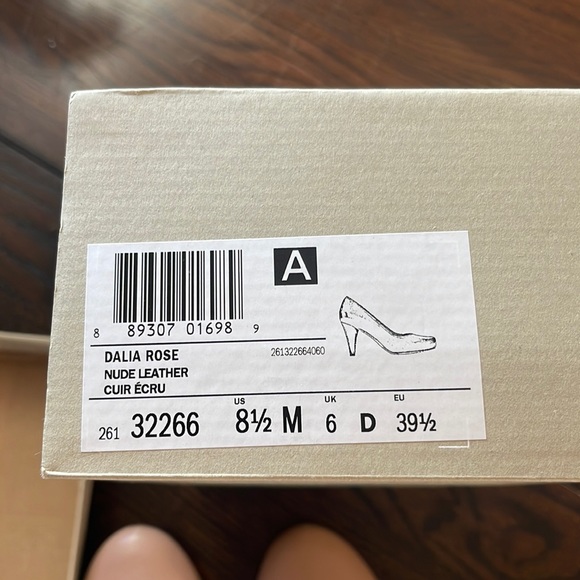 A
8 89307 01698 9
DALIA ROSE
261322664060
NUDE LEATHER
CUIR ÉCRU
US UK EU
261 32266 8½ M 6 D 39½